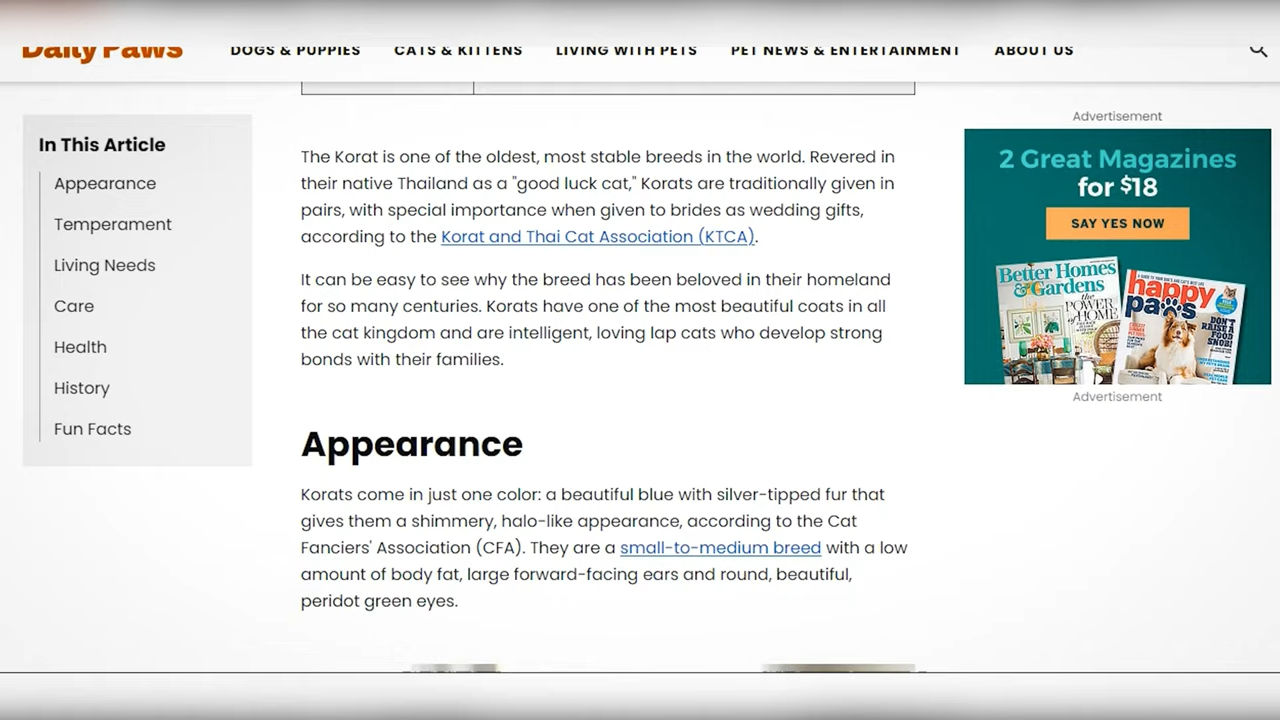 Daily Paws
DOGS & PUPPIES CATS & KITTENS LIVING WITH PETS PET NEWS & ENTERTAINMENT ABOUT US
In This Article
Appearance
Temperament
Living Needs
Care
Health
History
Fun Facts
The Korat is one of the oldest, most stable breeds in the world. Revered in
their native Thailand as a "good luck cat," Korats are traditionally given in
pairs, with special importance when given to brides as wedding gifts,
according to the Korat and Thai Cat Association (KTCA).
It can be easy to see why the breed has been beloved in their homeland
for so many centuries. Korats have one of the most beautiful coats in all
the cat kingdom and are intelligent, loving lap cats who develop strong
bonds with their families.
Appearance
Korats come in just one color: a beautiful blue with silver-tipped fur that
gives them a shimmery, halo-like appearance, according to the Cat
Fanciers' Association (CFA). They are a small-to-medium breed with a low
amount of body fat, large forward-facing ears and round, beautiful,
peridot green eyes.
Advertisement
2 Great Magazines
for $18
SAY YES NOW
Better Homes
& Gardens
the
POWER
of HOME
happy
paws
DON'T
RAISE A
FOOD
SNOB!
Advertisement